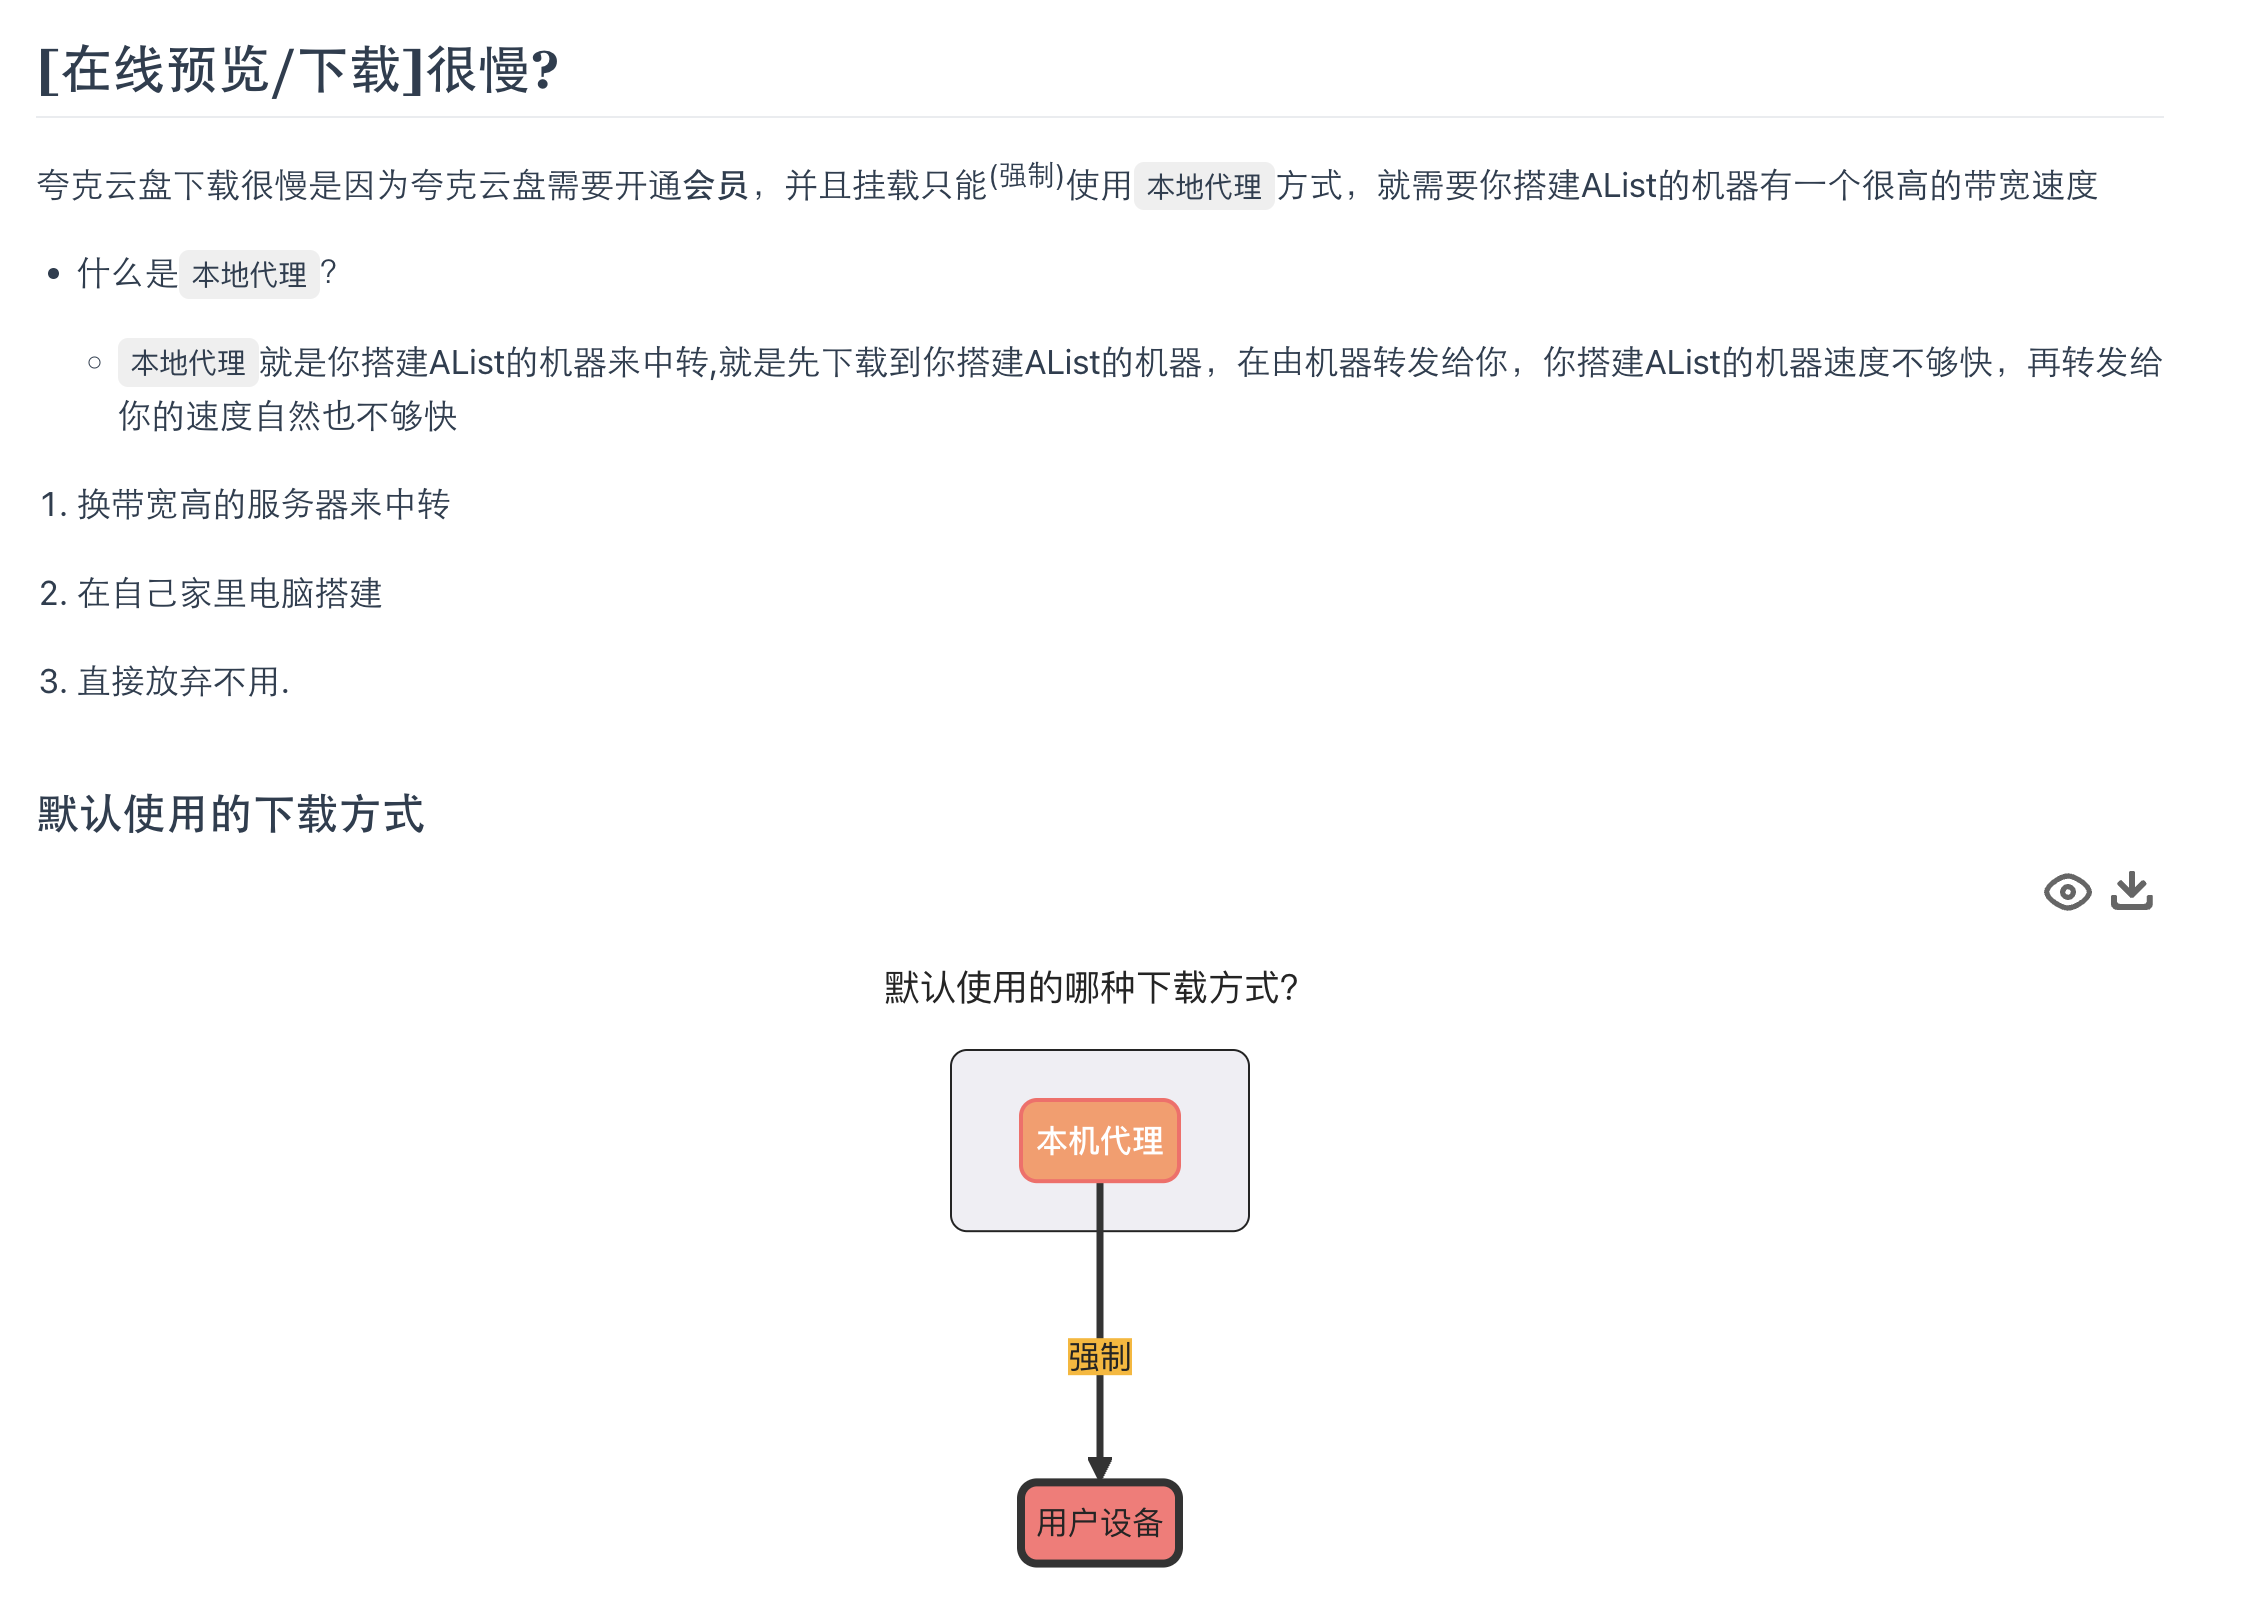 [在线预览/下载]很慢?
夸克云盘下载很慢是因为夸克云盘需要开通会员，并且挂载只能(强制)使用 本地代理 方式，就需要你搭建AList的机器有一个很高的带宽速度
• 什么是 本地代理 ?
◦ 本地代理 就是你搭建AList的机器来中转,就是先下载到你搭建AList的机器，在由机器转发给你，你搭建AList的机器速度不够快，再转发给
你的速度自然也不够快
1. 换带宽高的服务器来中转
2. 在自己家里电脑搭建
3. 直接放弃不用.
默认使用的下载方式
默认使用的哪种下载方式?
本机代理
强制
用户设备